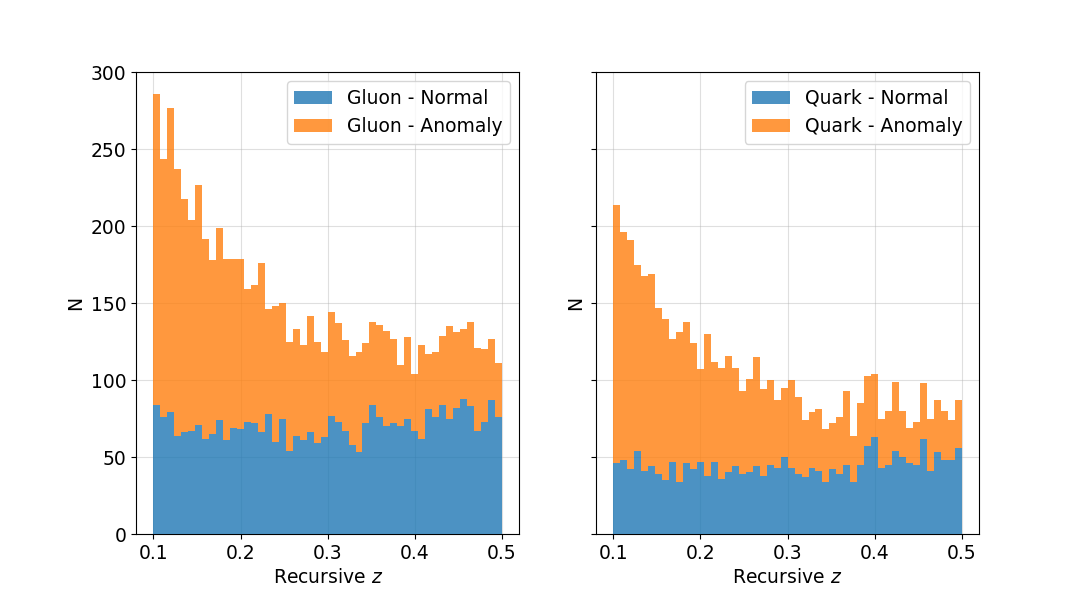 300
250
200
150
100
50
0
N
Gluon - Normal
Gluon - Anomaly
0.1 0.2 0.3 0.4 0.5
Recursive z
N
Quark - Normal
Quark - Anomaly
0.1 0.2 0.3 0.4 0.5
Recursive z